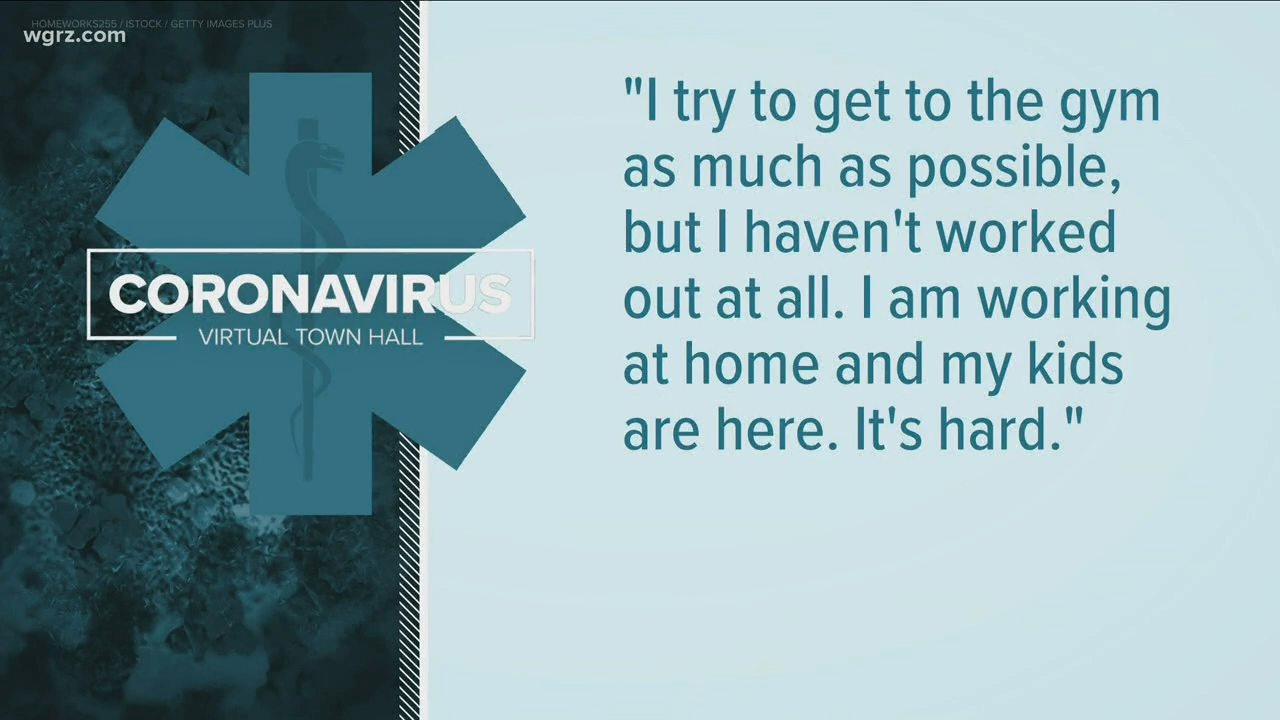 HOMEWORKS255 / ISTOCK / GETTY IMAGES PLUS
wgrz.com
CORONAVIRUS
VIRTUAL TOWN HALL
"I try to get to the gym
as much as possible,
but I haven't worked
out at all. I am working
at home and my kids
are here. It's hard."